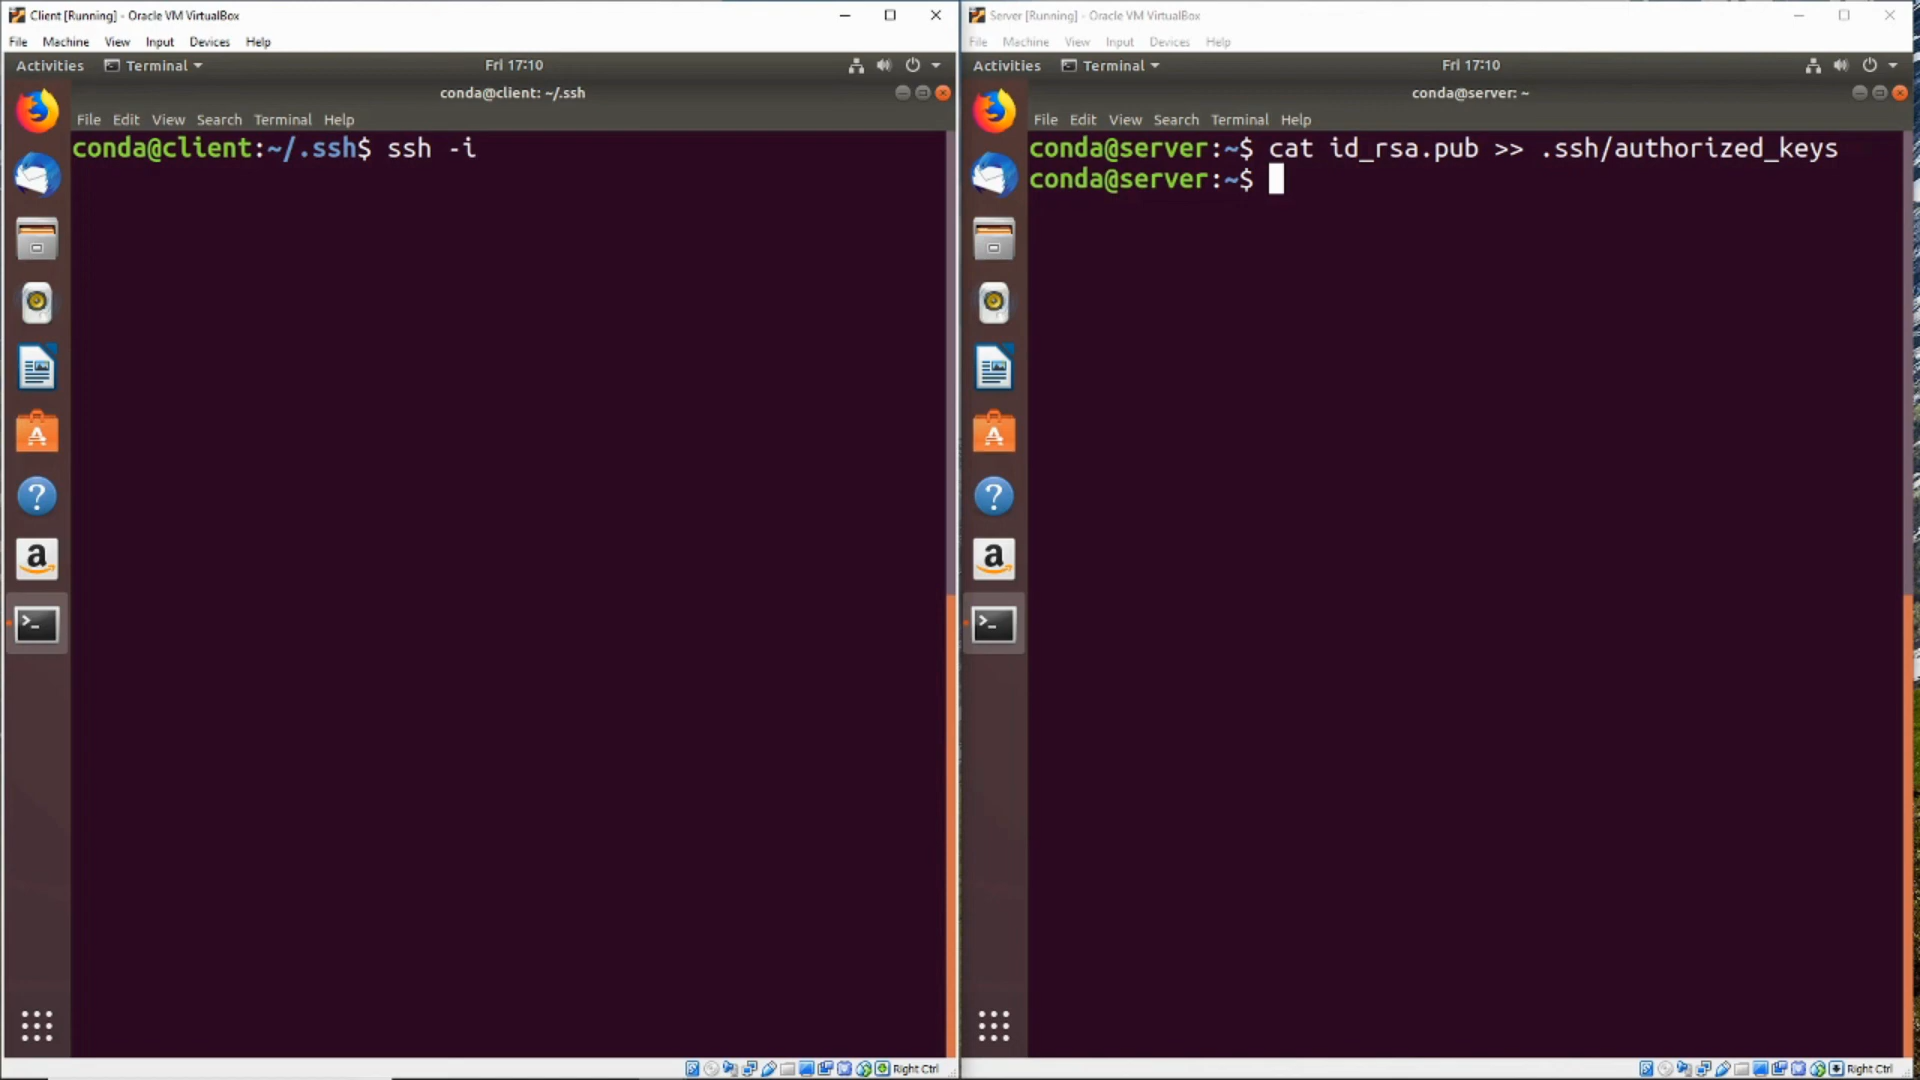 Client [Running] - Oracle VM VirtualBox
File Machine View Input Devices Help
Activities Terminal Fri 17:10
conda@client: ~/.ssh
File Edit View Search Terminal Help
conda@client:~/.ssh$ ssh -i
Right Ctrl
Server [Running] - Oracle VM VirtualBox
File Machine View Input Devices Help
Activities Terminal Fri 17:10
conda@server: ~
File Edit View Search Terminal Help
conda@server:~$ cat id_rsa.pub >> .ssh/authorized_keys
conda@server:~$
Right Ctrl